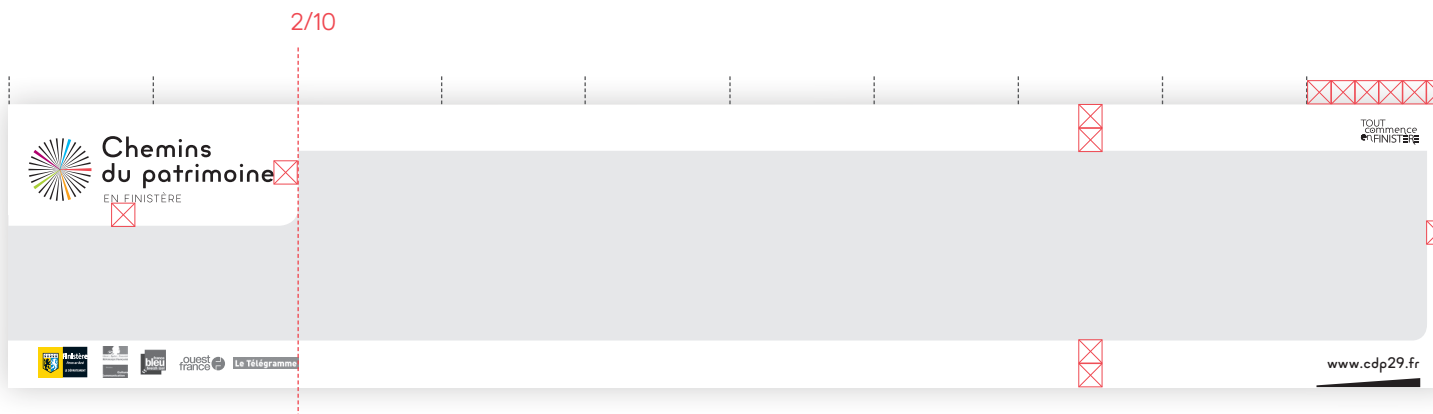 2/10
Chemins
du patrimoine
EN FINISTÈRE
TOUT
commence
en FINISTÈRE
Finistère
bleu
ouest
france
Le Télégramme
www.cdp29.fr